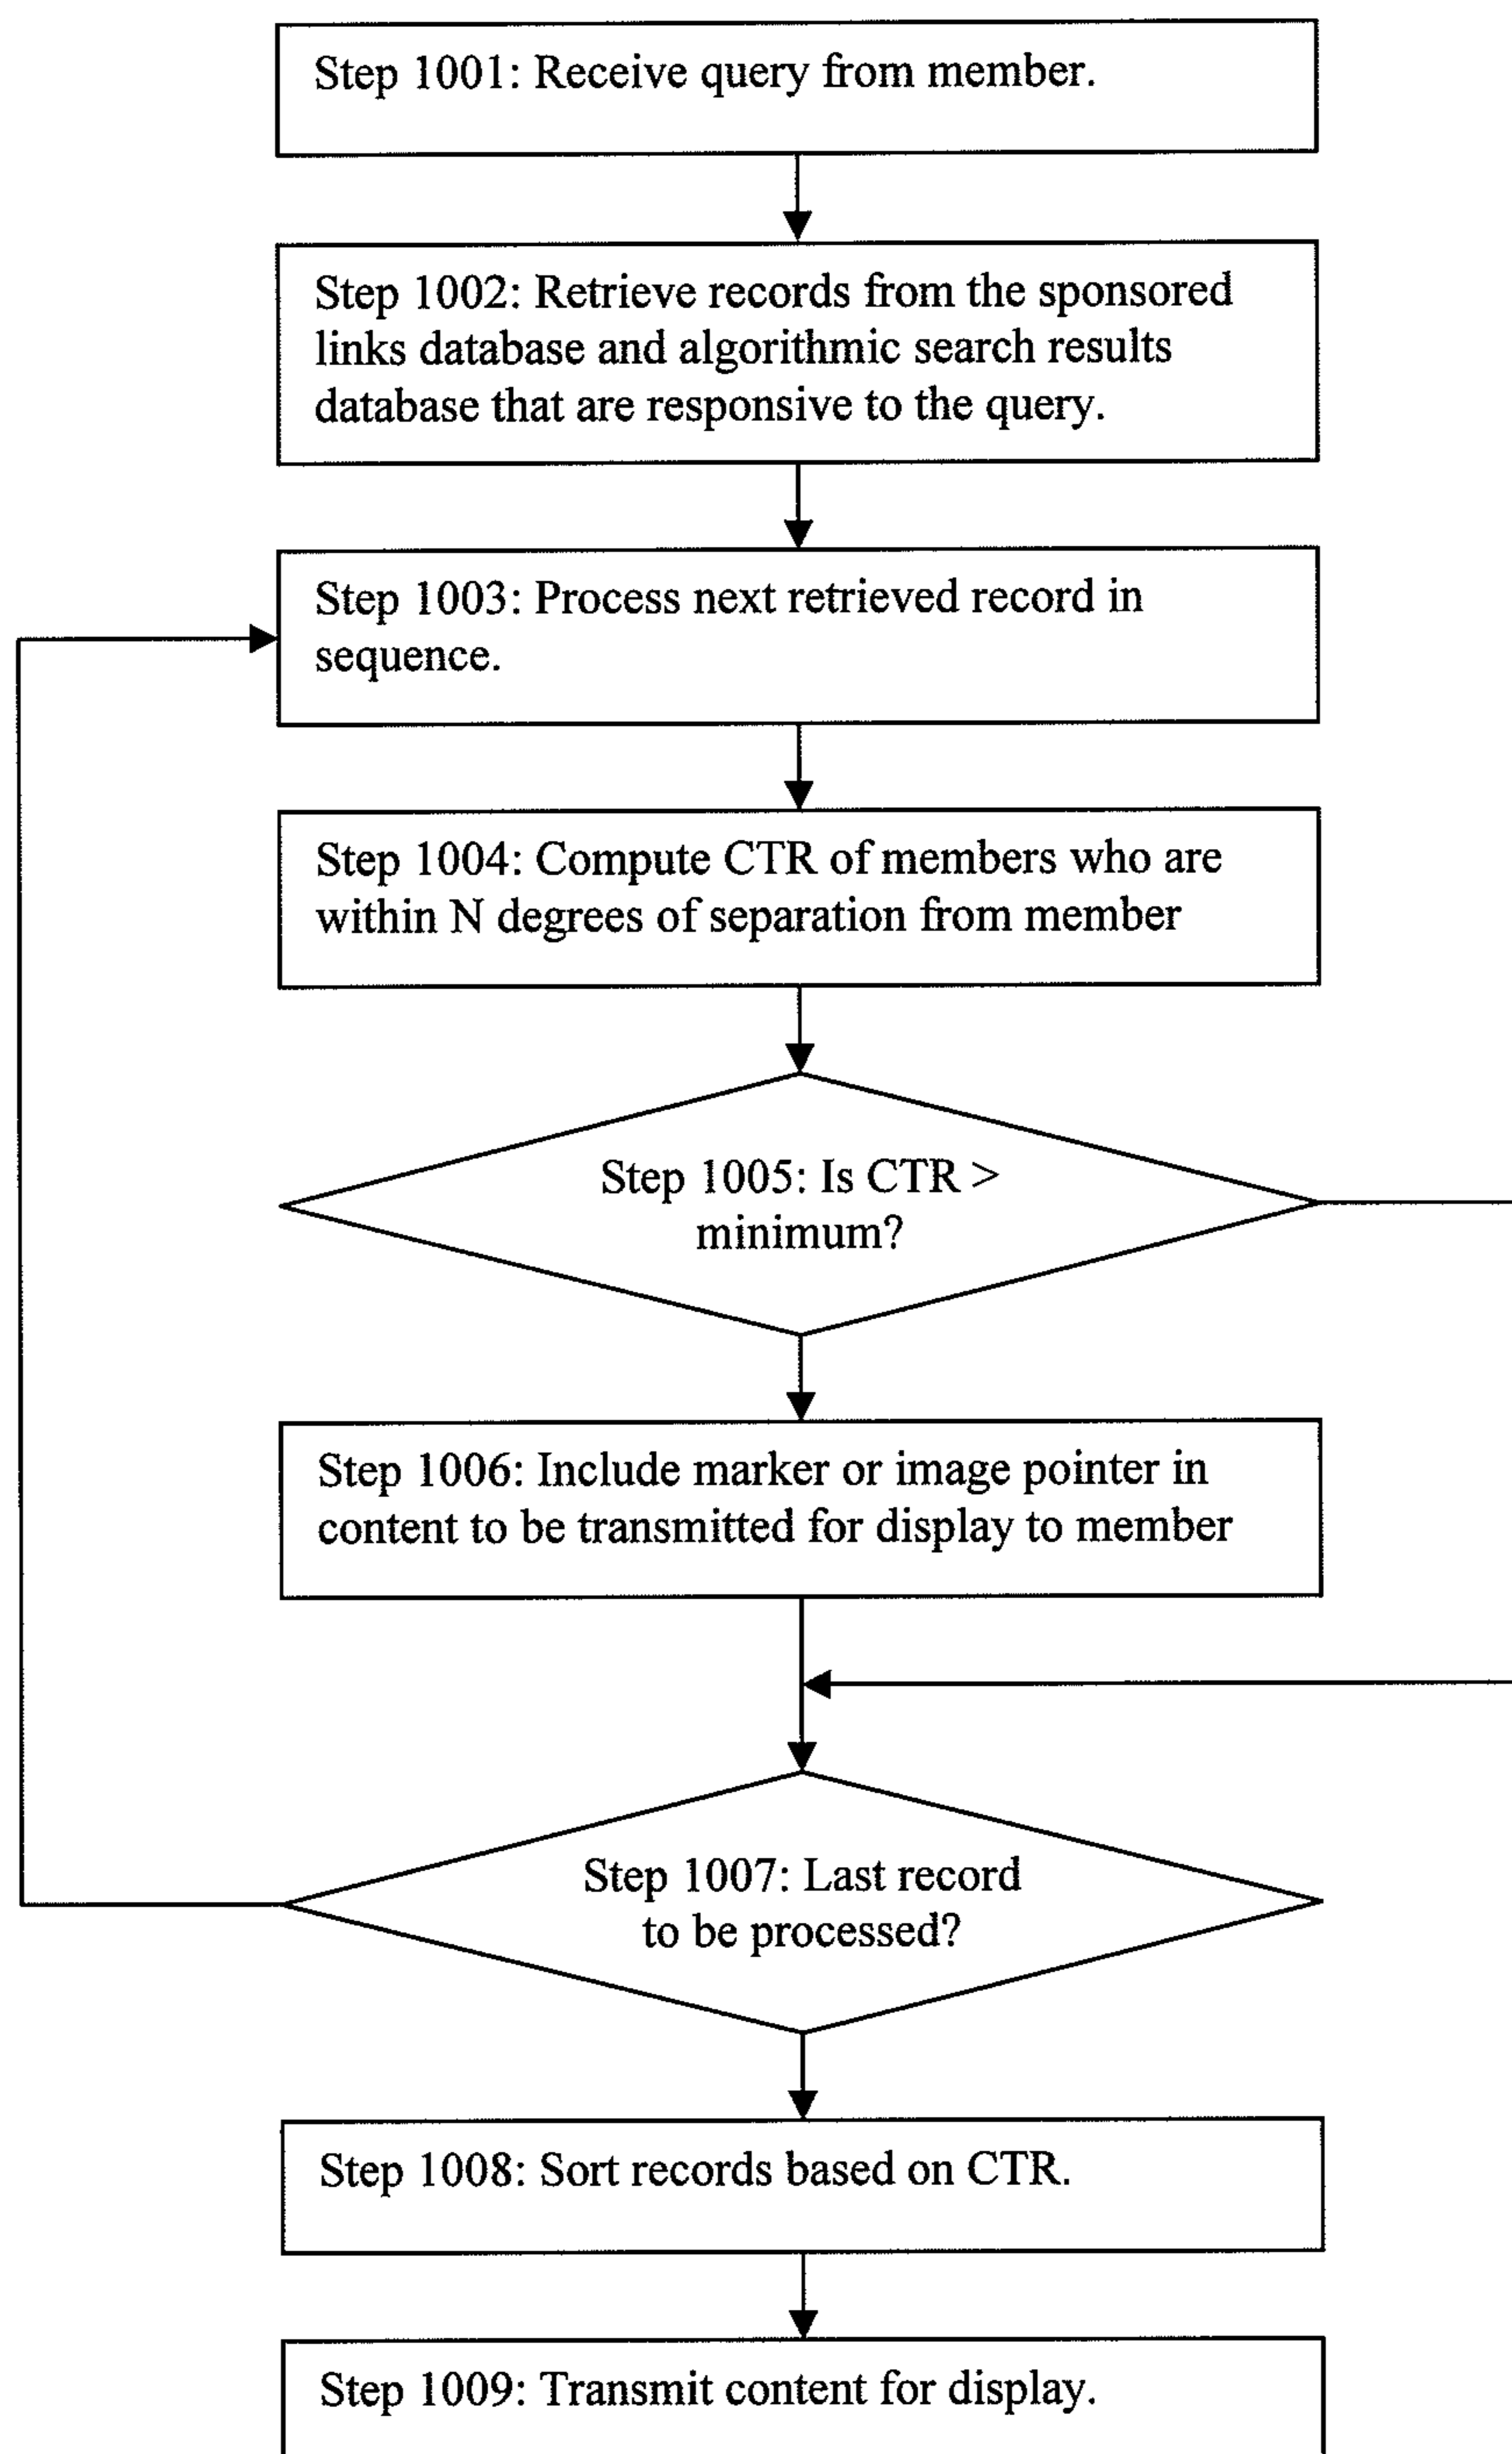 Step 1001: Receive query from member.
Step 1002: Retrieve records from the sponsored
links database and algorithmic search results
database that are responsive to the query.
Step 1003: Process next retrieved record in
sequence.
Step 1004: Compute CTR of members who are
within N degrees of separation from member
Step 1005: Is CTR >
minimum?
Step 1006: Include marker or image pointer in
content to be transmitted for display to member
Step 1007: Last record
to be processed?
Step 1008: Sort records based on CTR.
Step 1009: Transmit content for display.